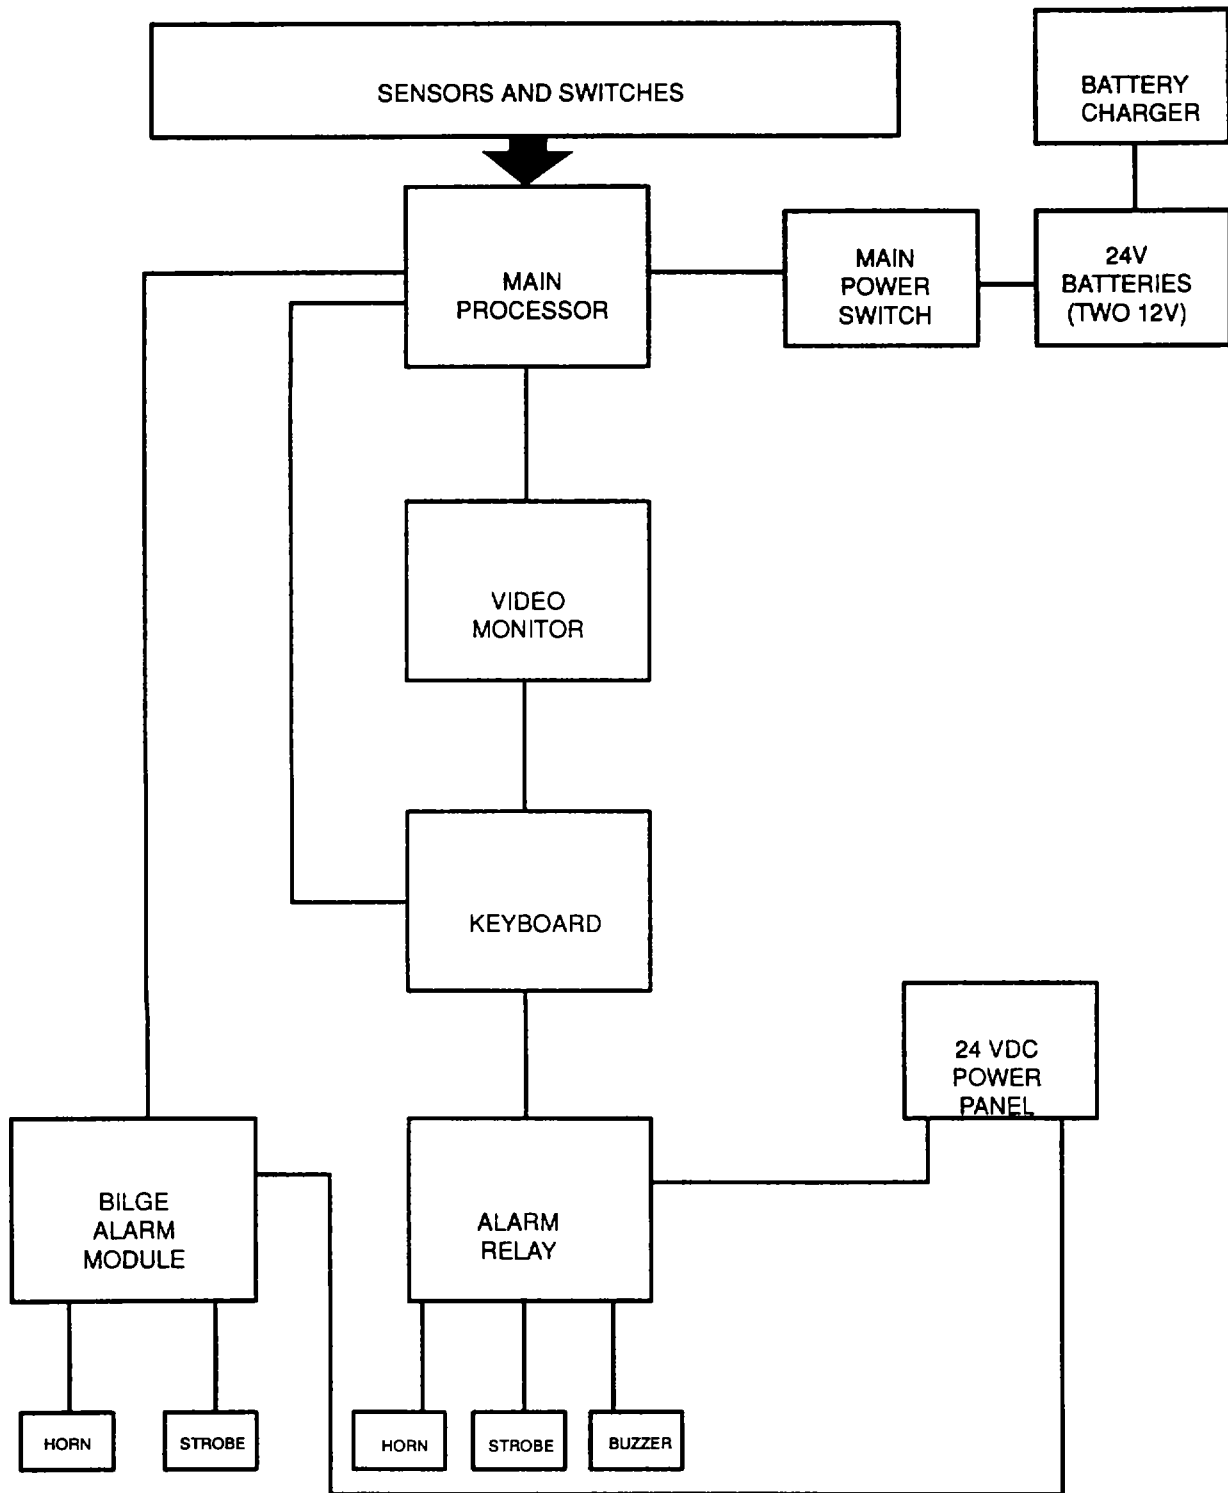 SENSORS AND SWITCHES
BATTERY
CHARGER
MAIN
PROCESSOR
MAIN
POWER
SWITCH
24V
BATTERIES
(TWO 12V)
VIDEO
MONITOR
KEYBOARD
24 VDC
POWER
PANEL
BILGE
ALARM
MODULE
ALARM
RELAY
HORN
STROBE
HORN
STROBE
BUZZER